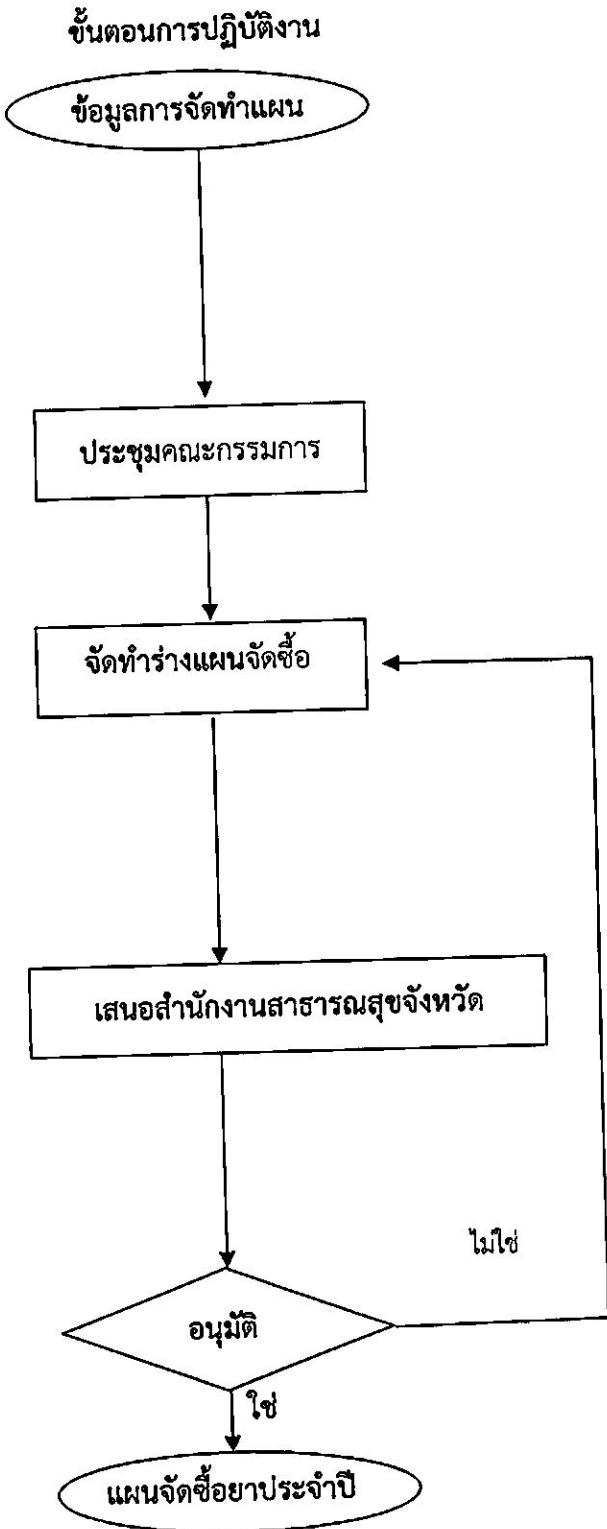 ขั้นตอนการปฏิบัติงาน
ข้อมูลการจัดทำแผน
ประชุมคณะกรรมการ
จัดทำร่างแผนจัดซื้อ
เสนอสำนักงานสาธารณสุขจังหวัด
ไม่ใช่
อนุมัติ
ใช่
แผนจัดซื้อยาประจำปี